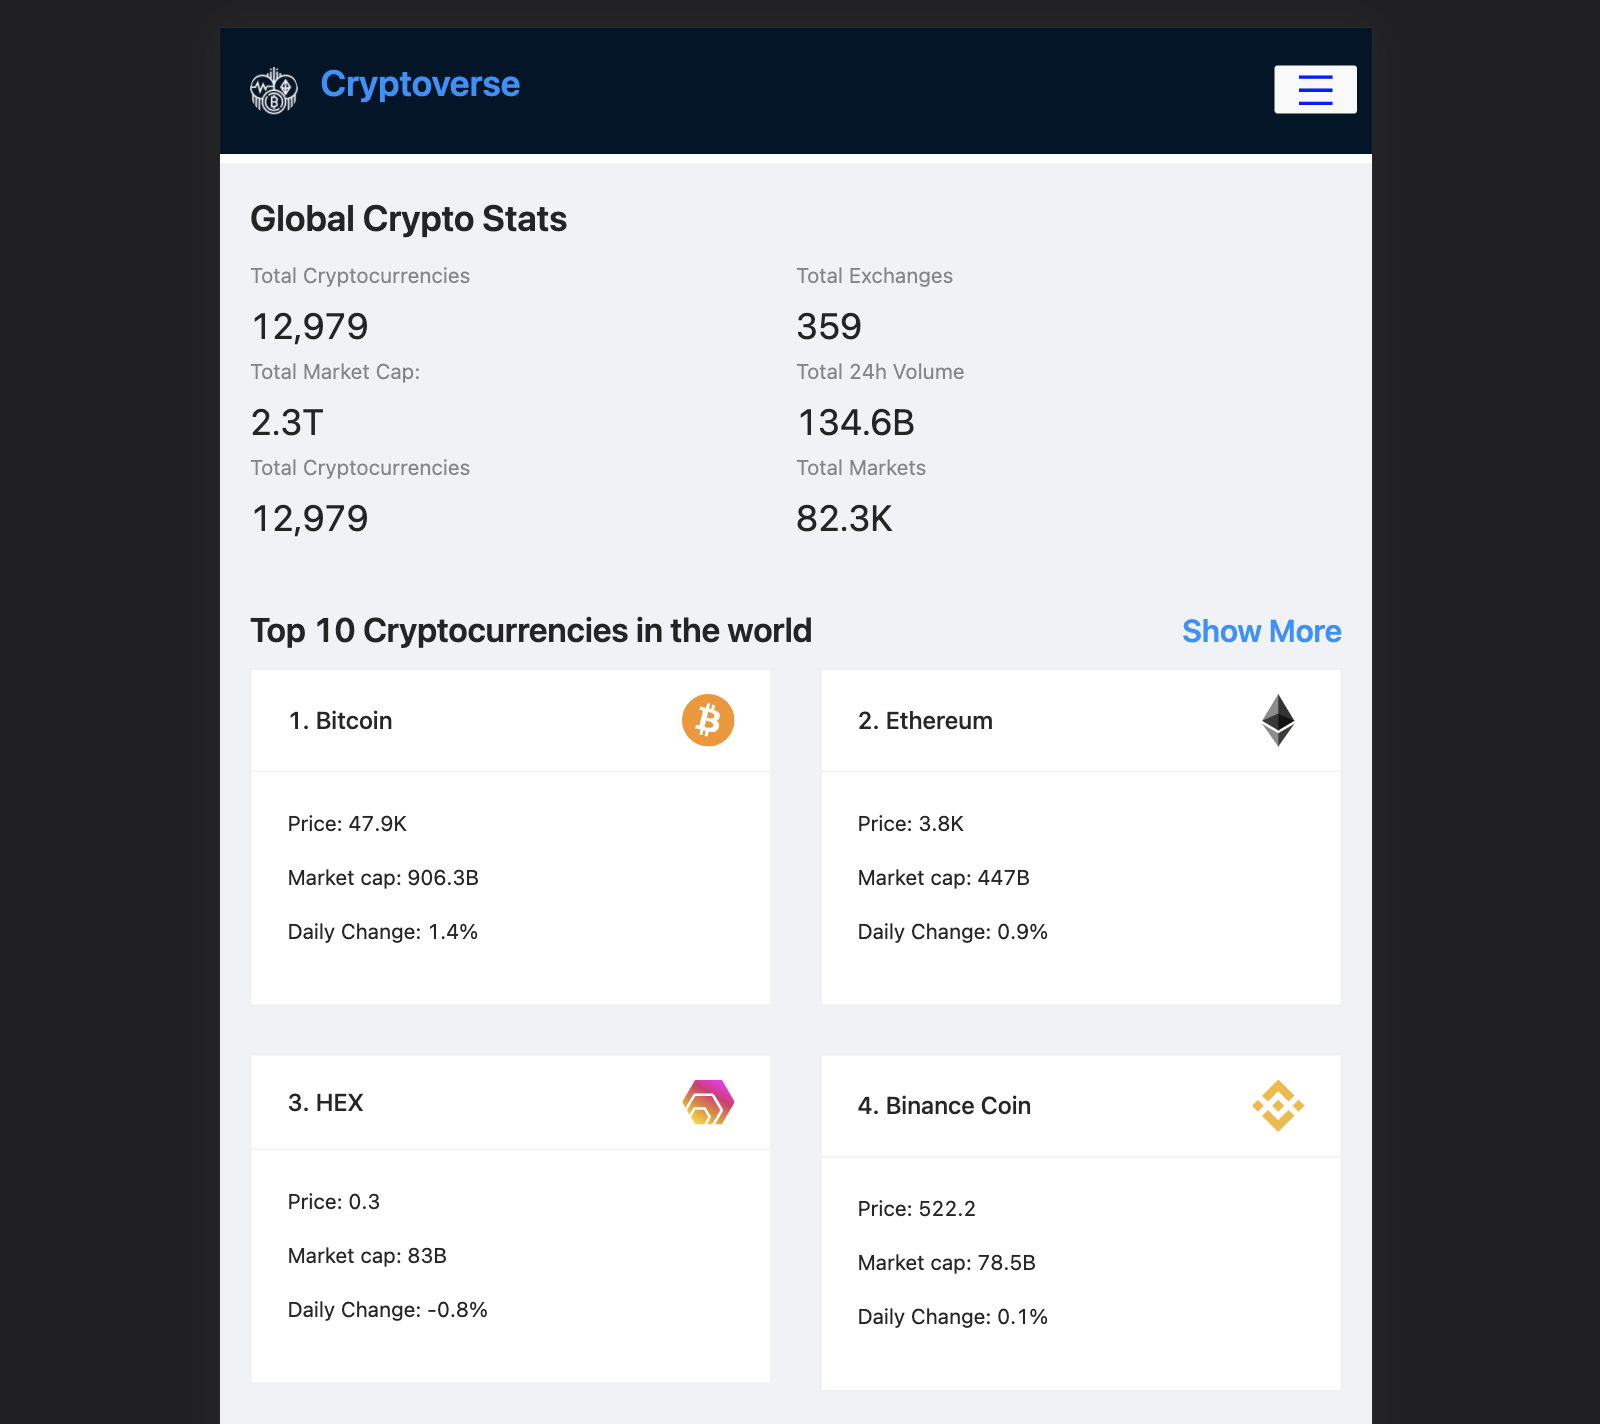 Cryptoverse
Global Crypto Stats
Total Cryptocurrencies
12,979
Total Exchanges
359
Total Market Cap:
2.3T
Total 24h Volume
134.6B
Total Cryptocurrencies
12,979
Total Markets
82.3K
Top 10 Cryptocurrencies in the world
Show More
1. Bitcoin
Price: 47.9K
Market cap: 906.3B
Daily Change: 1.4%
2. Ethereum
Price: 3.8K
Market cap: 447B
Daily Change: 0.9%
3. HEX
Price: 0.3
Market cap: 83B
Daily Change: -0.8%
4. Binance Coin
Price: 522.2
Market cap: 78.5B
Daily Change: 0.1%